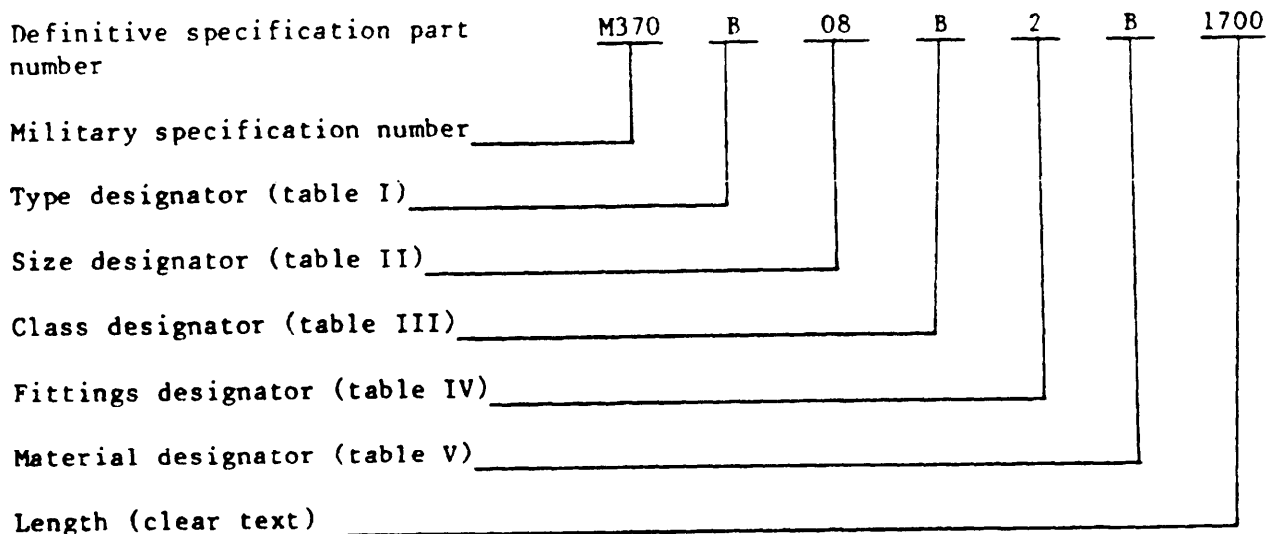 Definitive specification part M370 B 08 B 2 B 1700
number
Military specification number
Type designator (table I)
Size designator (table II)
Class designator (table III)
Fittings designator (table IV)
Material designator (table V)
Length (clear text)